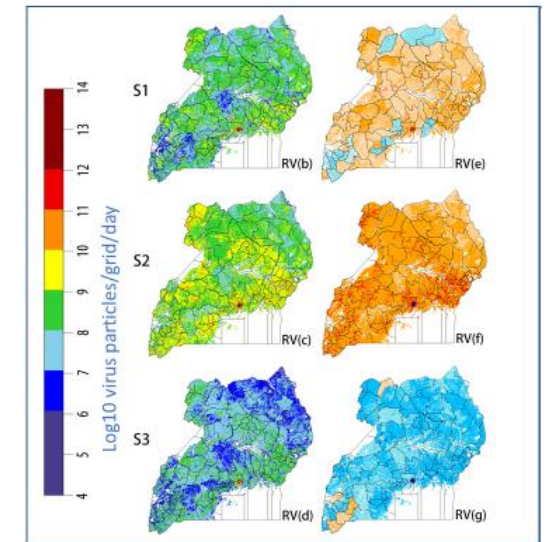 14
13
12
11
10
9
8
7
6
5
4
Log10 virus particles/grid/day
S1
RV(b)
RV(e)
S2
RV(c)
RV(f)
S3
RV(d)
RV(g)